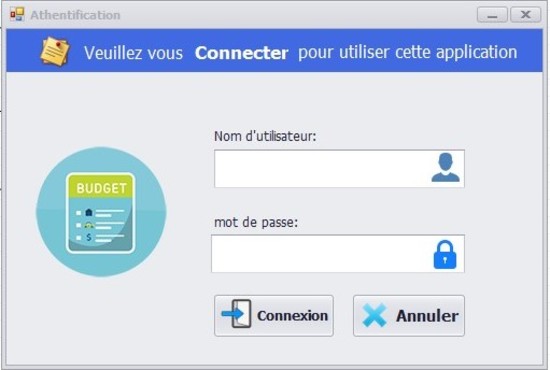 Athentification
Veuillez vous Connecter pour utiliser cette application
Nom d'utilisateur:
BUDGET
$
mot de passe:
Connexion
Annuler